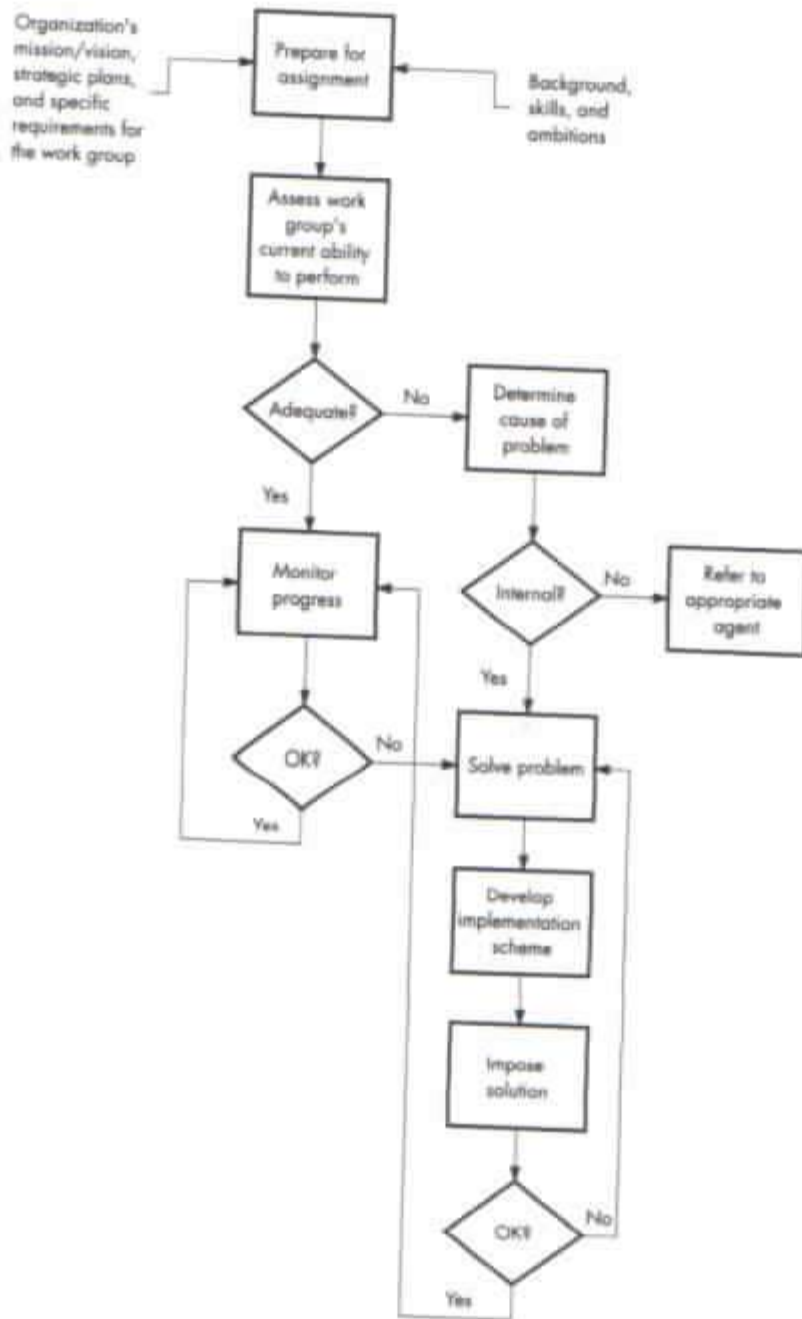 Organization's
mission/vision,
strategic plans,
and specific
requirements for
the work group
Prepare for
assignment
Background,
skills, and
ambitions
Assess work
group's
current ability
to perform
Adequate?
No
Determine
cause of
problem
Yes
Monitor
progress
Internal?
No
Refer to
appropriate
agent
Yes
OK?
No
Solve problem
Yes
Develop
implementation
scheme
Impose
solution
OK?
No
Yes